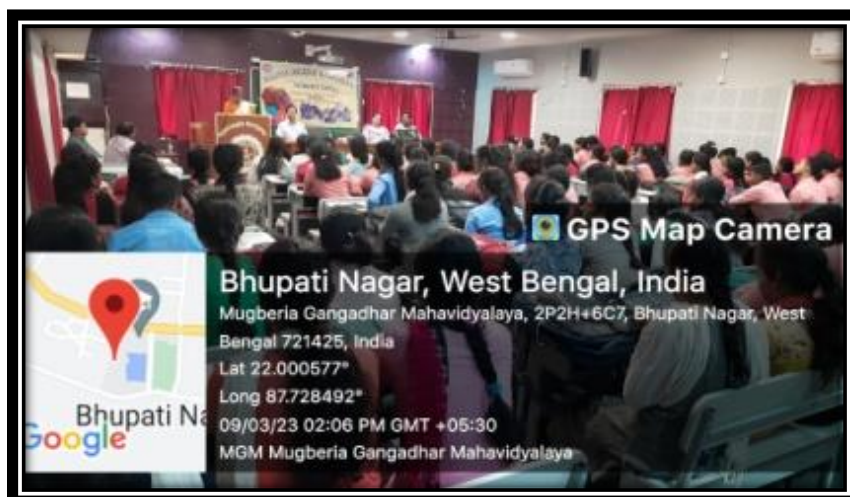 GPS Map Camera
Bhupati Nagar, West Bengal, India
Mugberia Gangadhar Mahavidyalaya, 2P2H+6C7, Bhupati Nagar, West
Bengal 721425, India
Lat 22.000577°
Long 87.728492°
09/03/23 02:06 PM GMT +05:30
MGM Mugberia Gangadhar Mahavidyalaya
Bhupati Na
Google